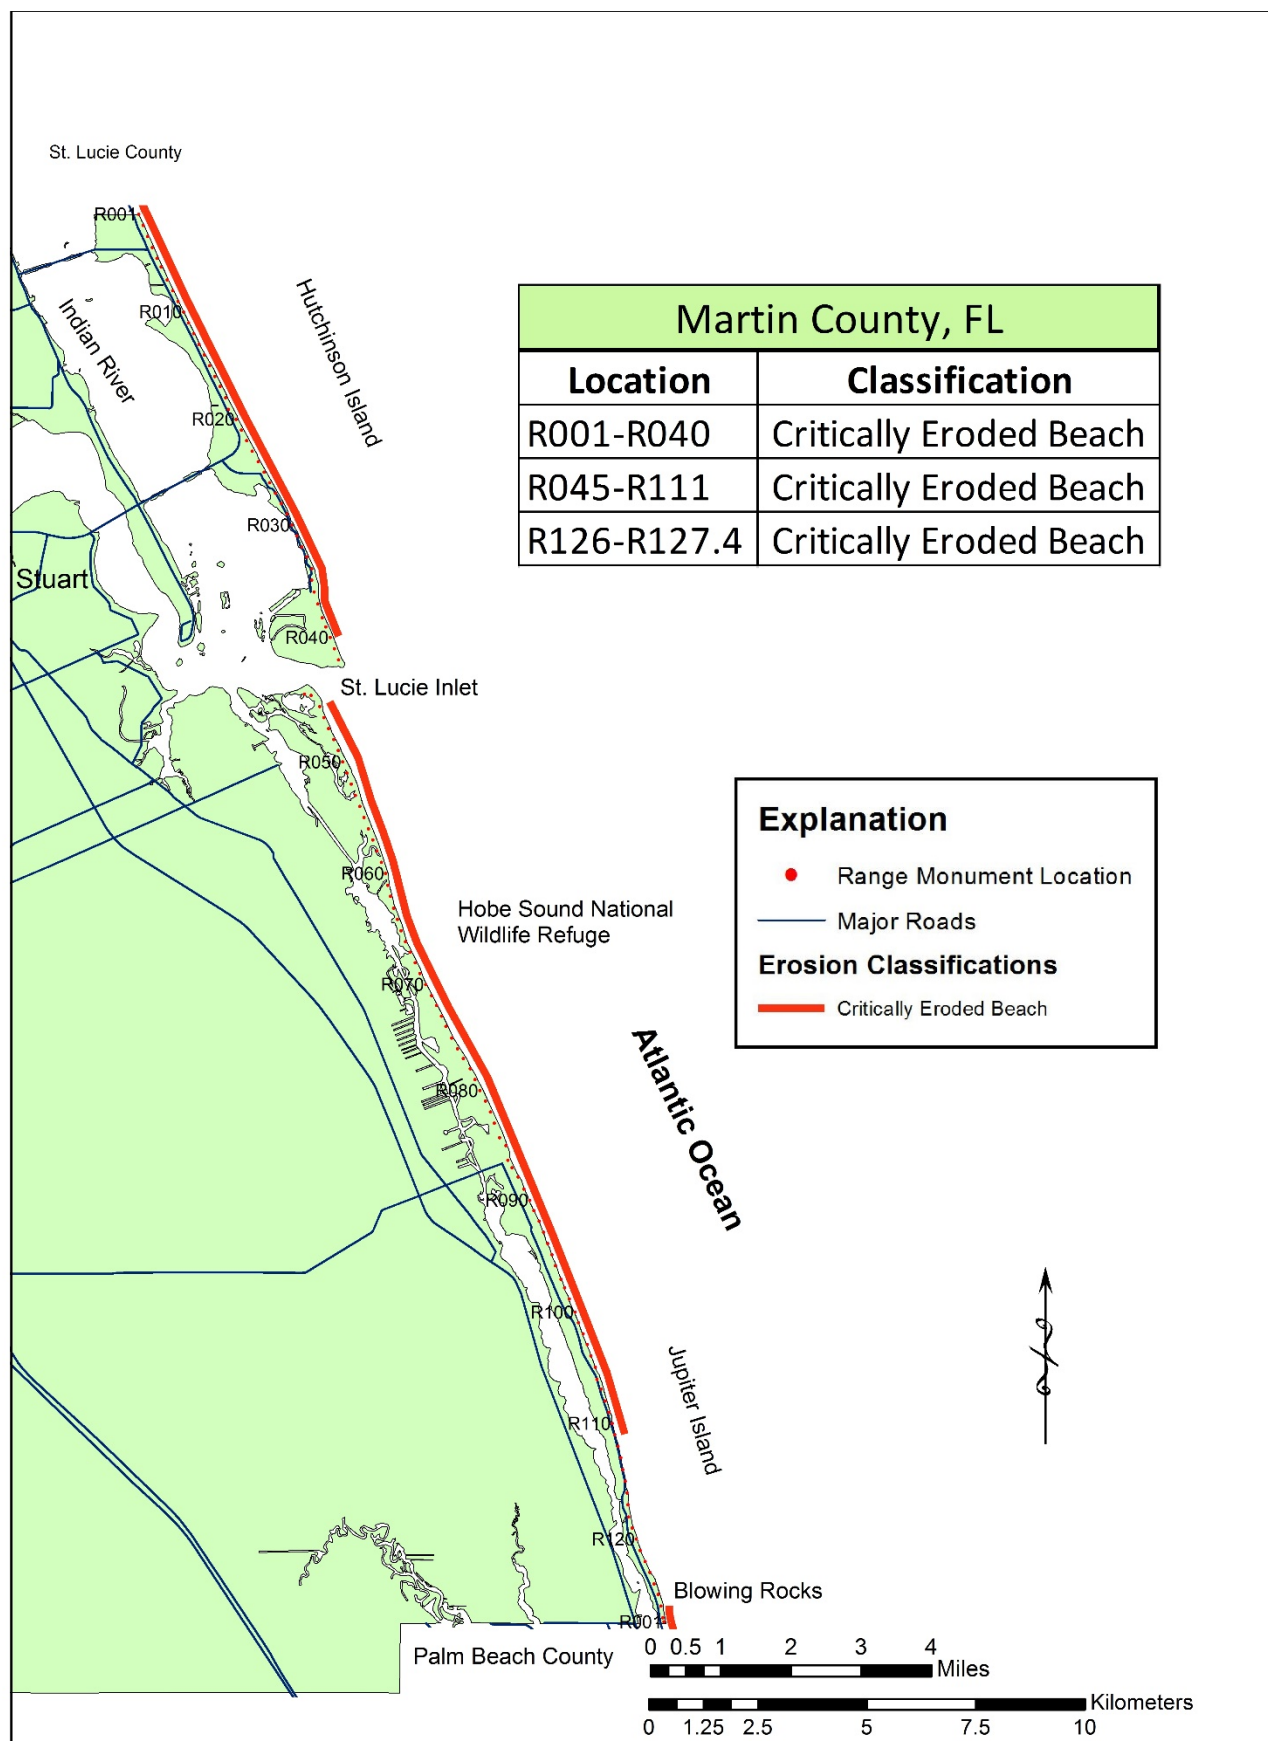 St. Lucie County
R001
R010
Indian River
Hutchinson Island
Martin County, FL
Location Classification
R001-R040 Critically Eroded Beach
R045-R111 Critically Eroded Beach
R126-R127.4 Critically Eroded Beach
R020
R030
Stuart
R040
St. Lucie Inlet
R050
Explanation
Range Monument Location
Major Roads
Erosion Classifications
Critically Eroded Beach
R060
Hobe Sound National
Wildlife Refuge
R070
Atlantic Ocean
R080
R090
R100
Jupiter Island
R110
R120
Blowing Rocks
R001
Palm Beach County
0 0.5 1 2 3 4
Miles
Kilometers
0 1.25 2.5 5 7.5 10